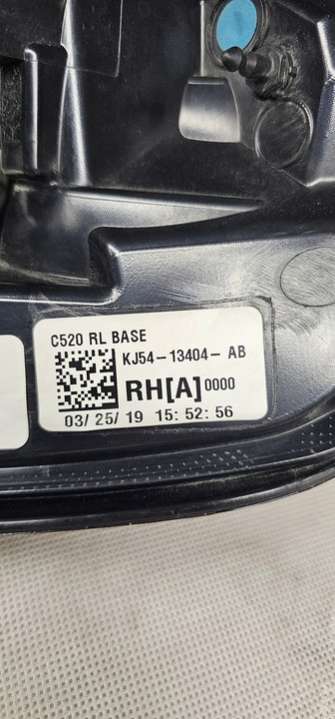 C520 RL BASE
KJ54-13404-AB
RH[A]0000
03/25/19 15:52:56